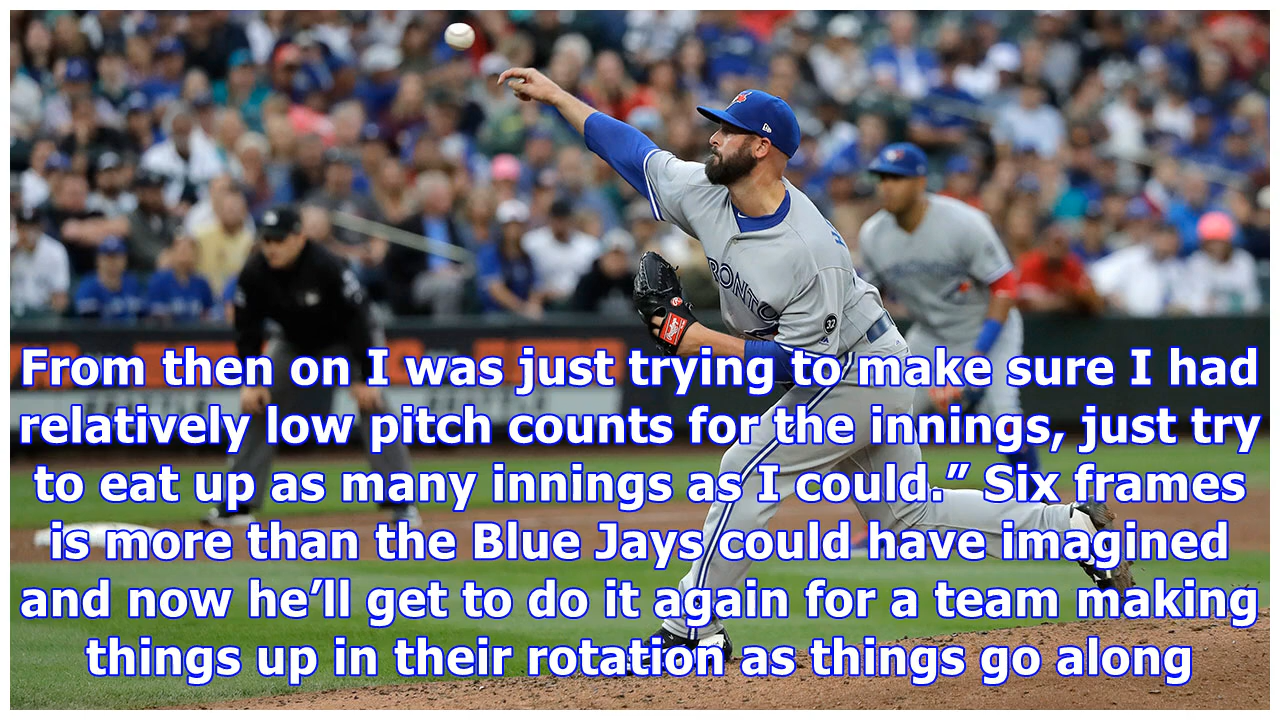 From then on I was just trying to make sure I had
relatively low pitch counts for the innings, just try
to eat up as many innings as I could.” Six frames
is more than the Blue Jays could have imagined
and now he’ll get to do it again for a team making
things up in their rotation as things go along
RONTO
32
Rawlings